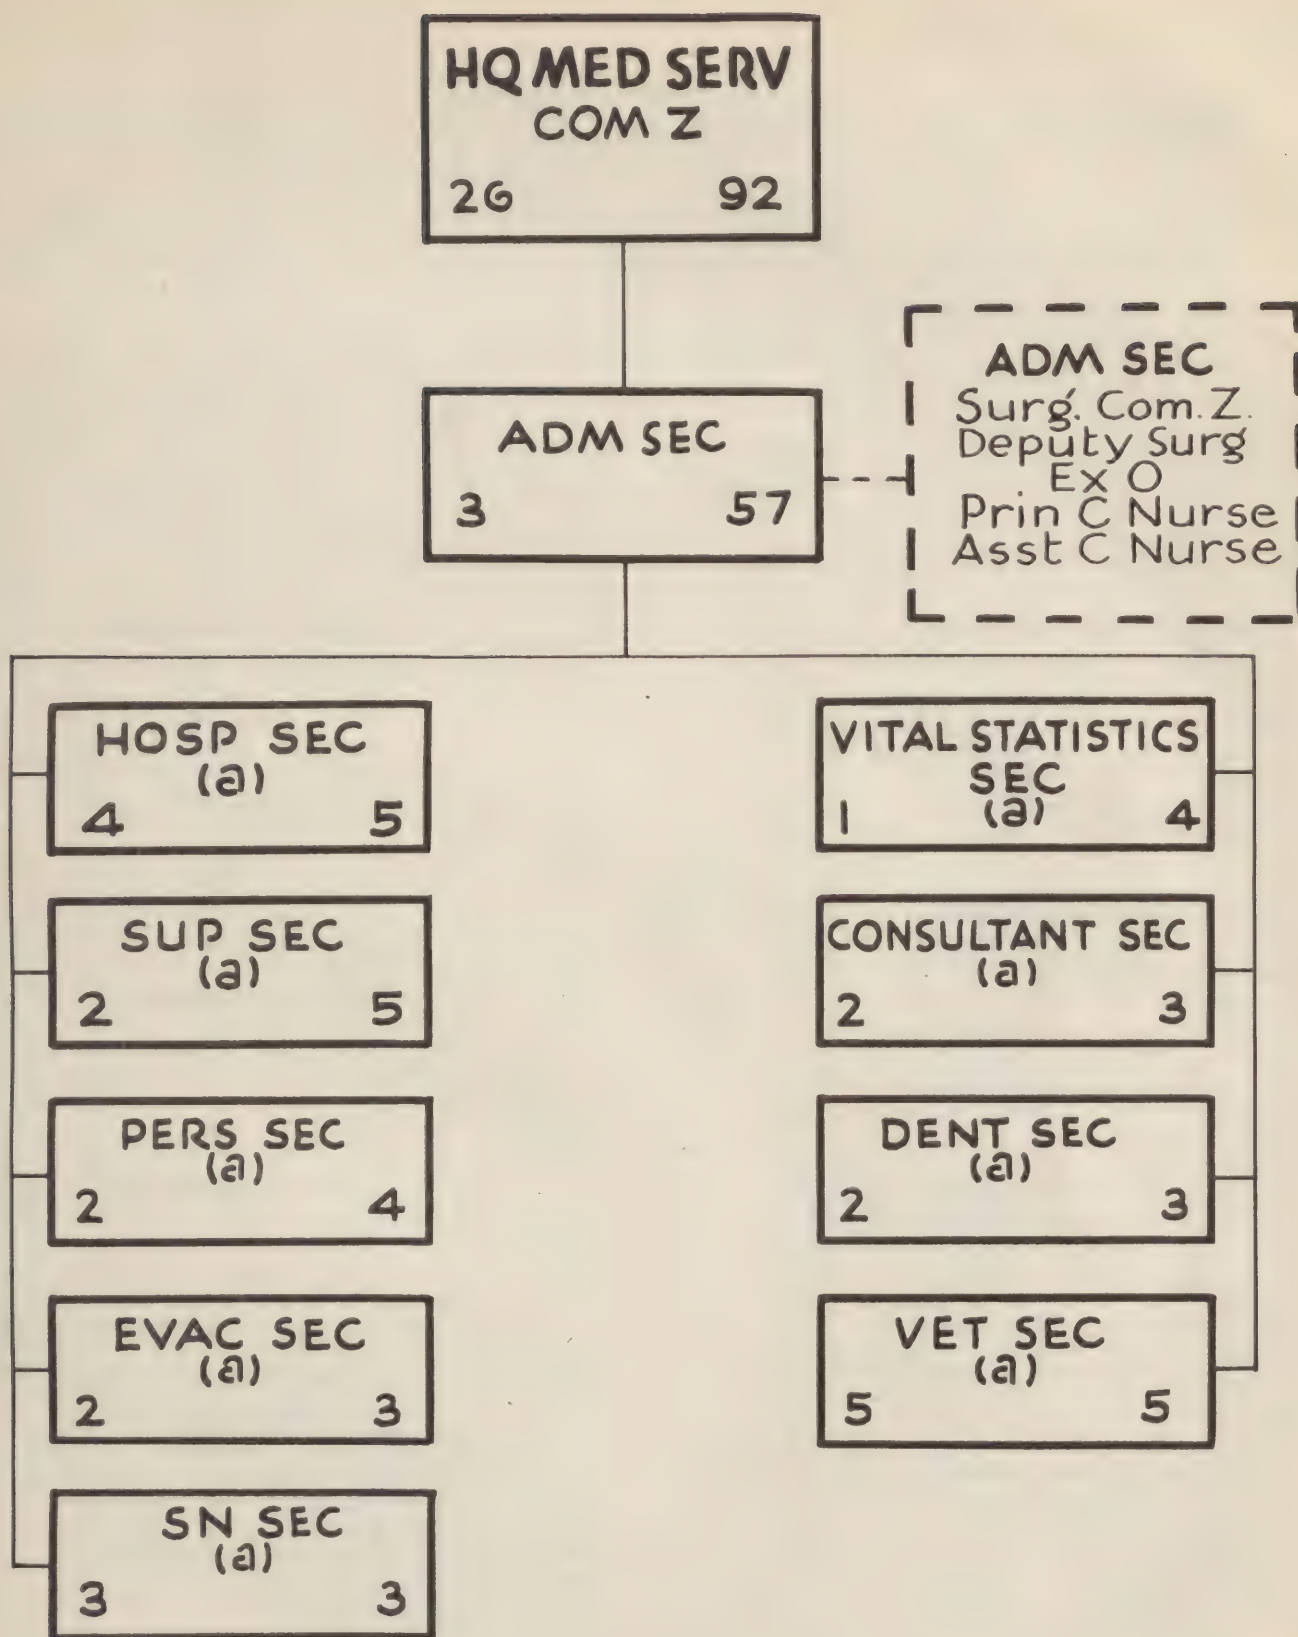 HQ MED SERV
COM Z
26 92
ADM SEC
3 57
ADM SEC
Surg. Com. Z.
Deputy Surg
Ex O
Prin C Nurse
Asst C Nurse
HOSP SEC
(a)
4 5
SUP SEC
(a)
2 5
PERS SEC
(a)
2 4
EVAC SEC
(a)
2 3
SN SEC
(a)
3 3
VITAL STATISTICS
SEC
(a)
1 4
CONSULTANT SEC
(a)
2 3
DENT SEC
(a)
2 3
VET SEC
(a)
5 5